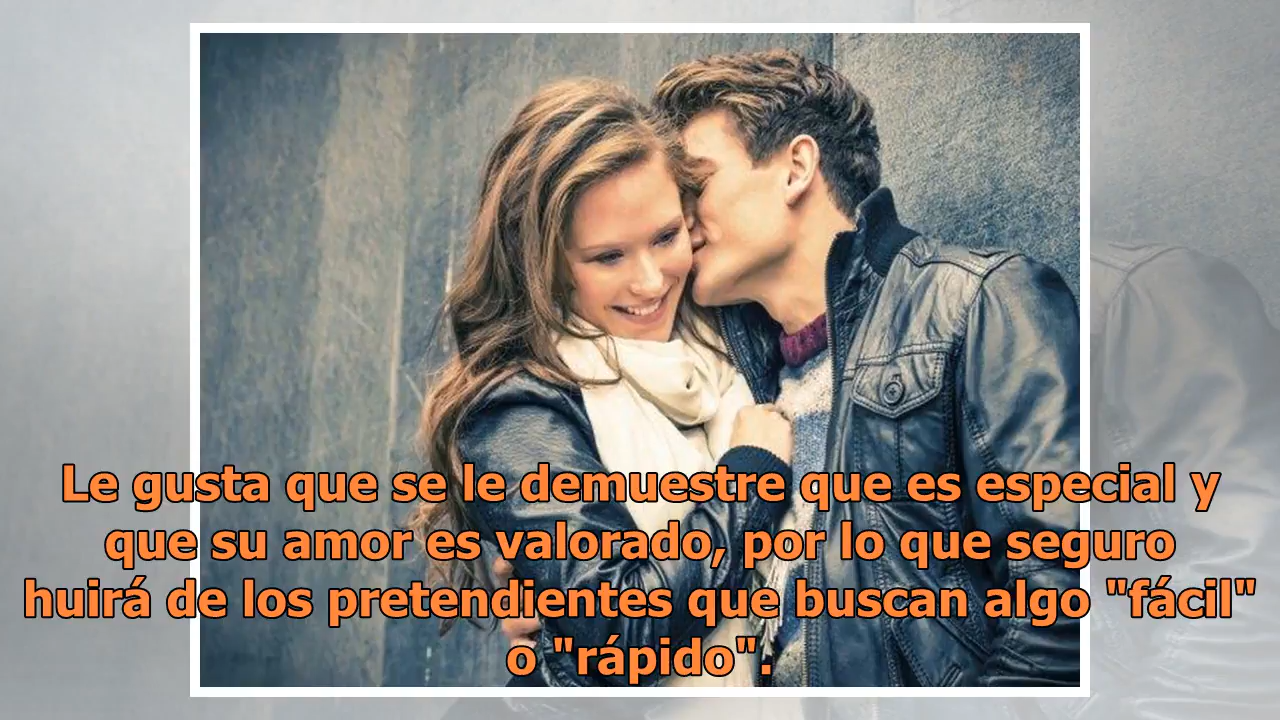 Le gusta que se le demuestre que es especial y
que su amor es valorado, por lo que seguro
huirá de los pretendientes que buscan algo "fácil"
o "rápido".